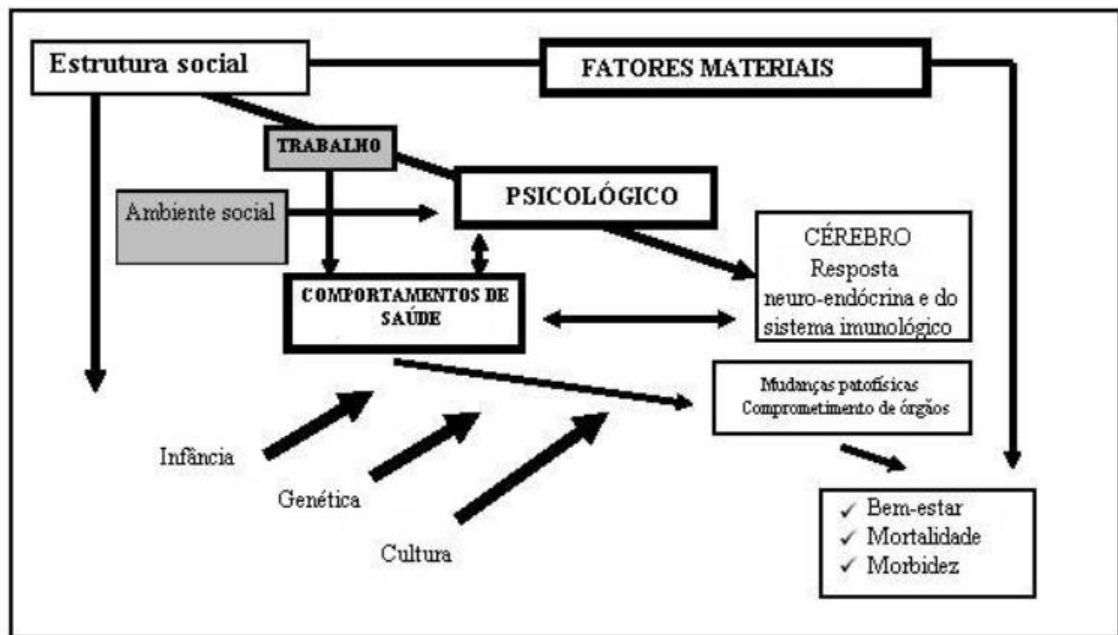 Estrutura social
FATORES MATERIAIS
TRABALHO
PSICOLÓGICO
Ambiente social
CÉREBRO
Resposta
neuro-endócrina e do
sistema imunológico
COMPORTAMENTOS DE
SAÚDE
Mudanças patofísicas
Comprometimento de órgãos
Infância
Genética
Cultura
✓ Bem-estar
✓ Mortalidade
✓ Morbidez